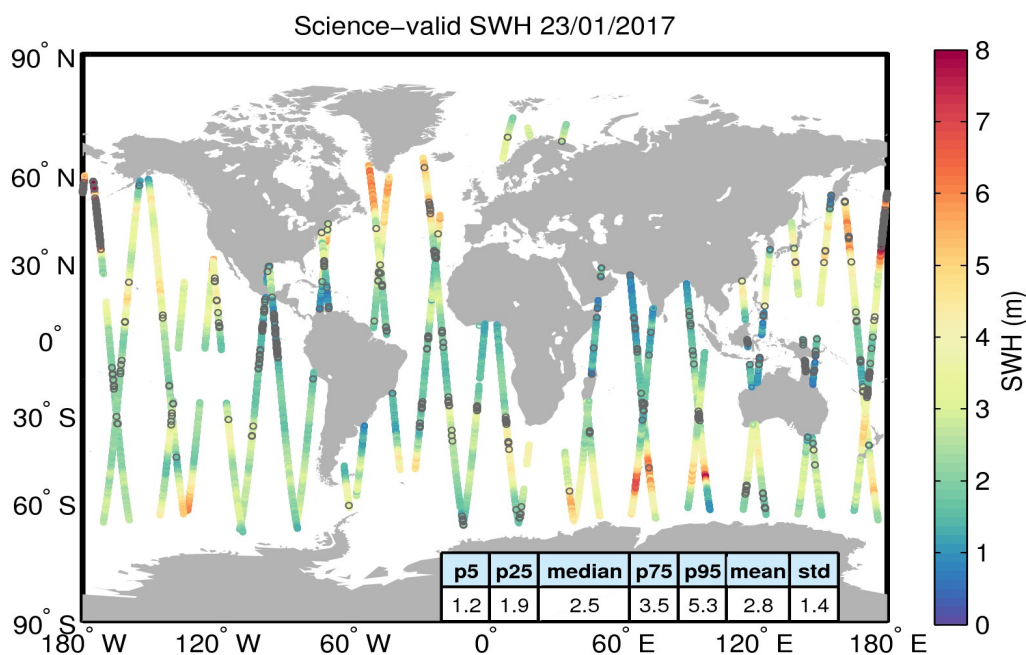 Science−valid SWH 23/01/2017
90° N
60° N
30° N
0°
30° S
60° S
90° S
180° W
120° W
60° W
0°
60° E
120° E
180° E
p5 p25 median p75 p95 mean std
1.2 1.9 2.5 3.5 5.3 2.8 1.4
8
7
6
5
4
3
2
1
0
SWH (m)